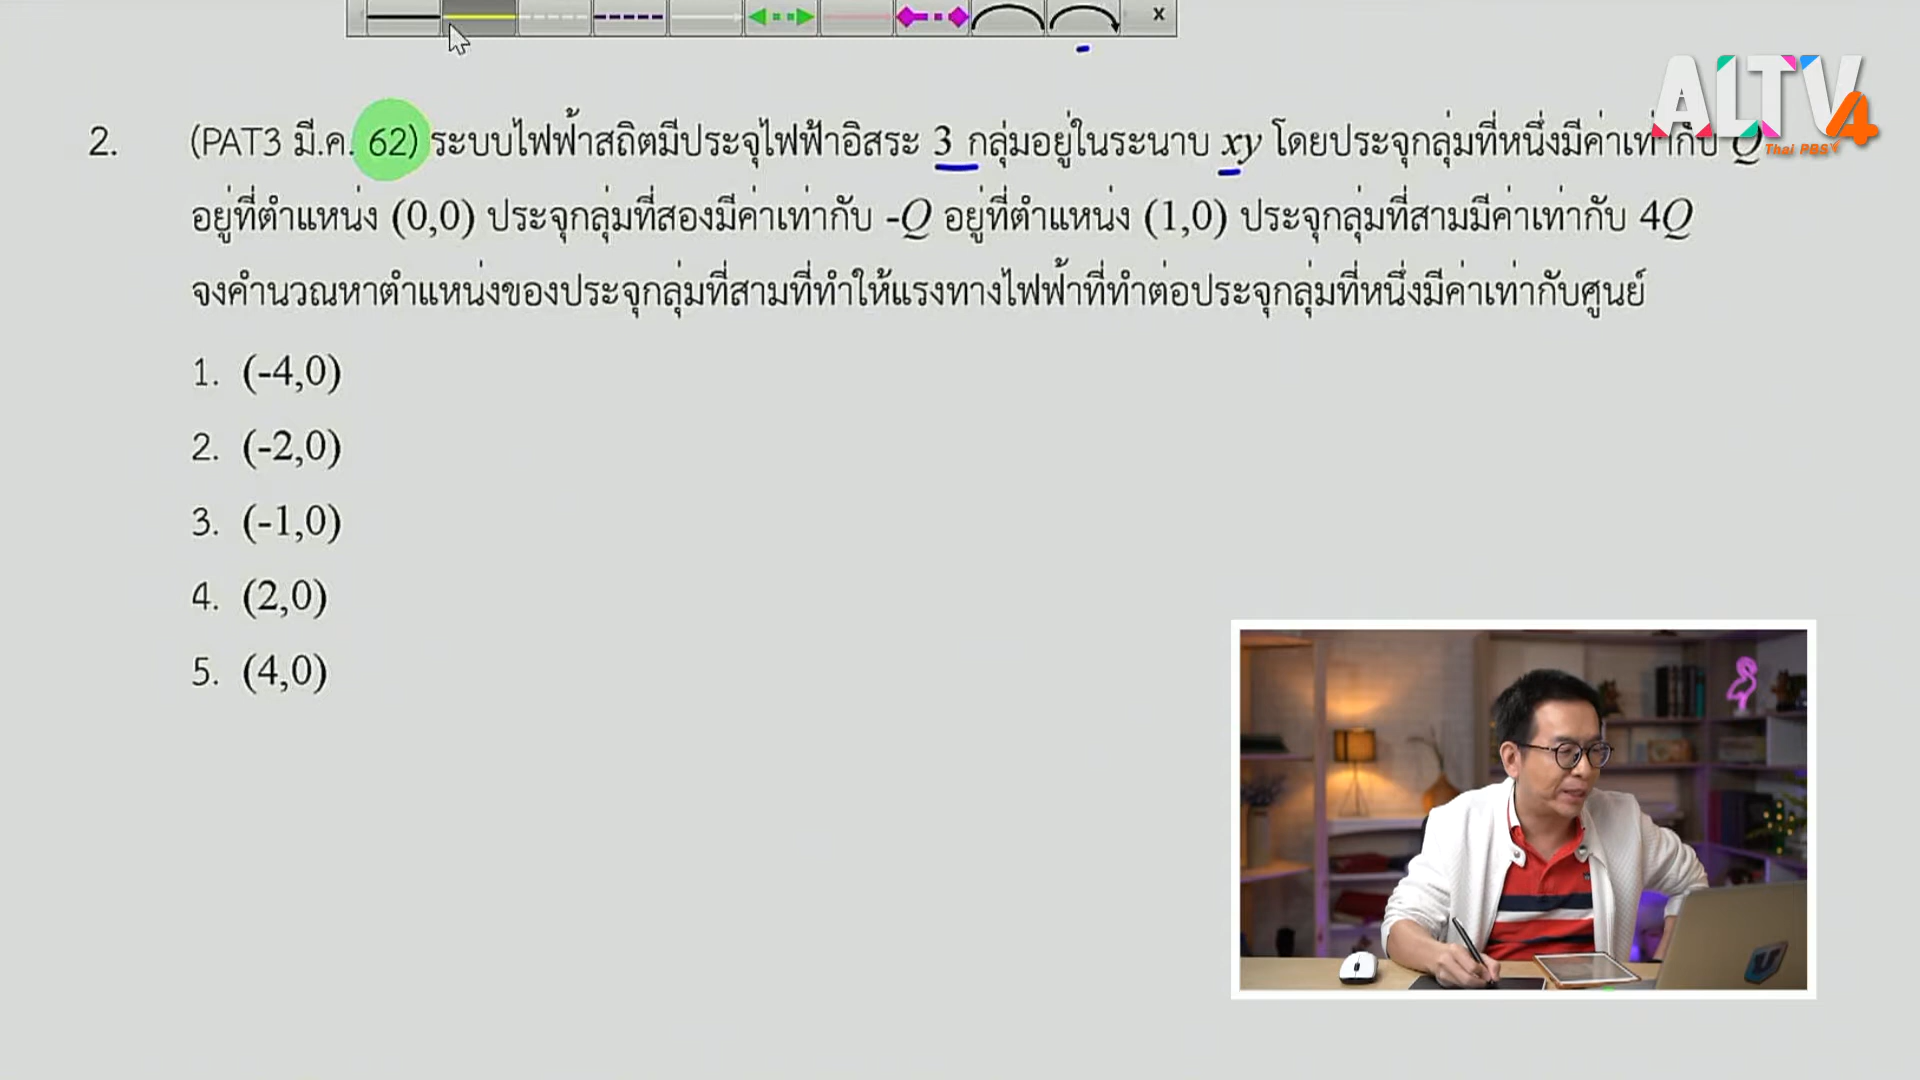 x
ALTV4
Thai PBS
2. (PAT3 มี.ค. 62) ระบบไฟฟ้าสถิตมีประจุไฟฟ้าอิสระ 3 กลุ่มอยู่ในระนาบ xy โดยประจุกลุ่มที่หนึ่งมีค่าเท่ากับ Q
อยู่ที่ตำแหน่ง (0,0) ประจุกลุ่มที่สองมีค่าเท่ากับ -Q อยู่ที่ตำแหน่ง (1,0) ประจุกลุ่มที่สามมีค่าเท่ากับ 4Q
จงคำนวณหาตำแหน่งของประจุกลุ่มที่สามที่ทำให้แรงทางไฟฟ้าที่ทำต่อประจุกลุ่มที่หนึ่งมีค่าเท่ากับศูนย์
1. (-4,0)
2. (-2,0)
3. (-1,0)
4. (2,0)
5. (4,0)